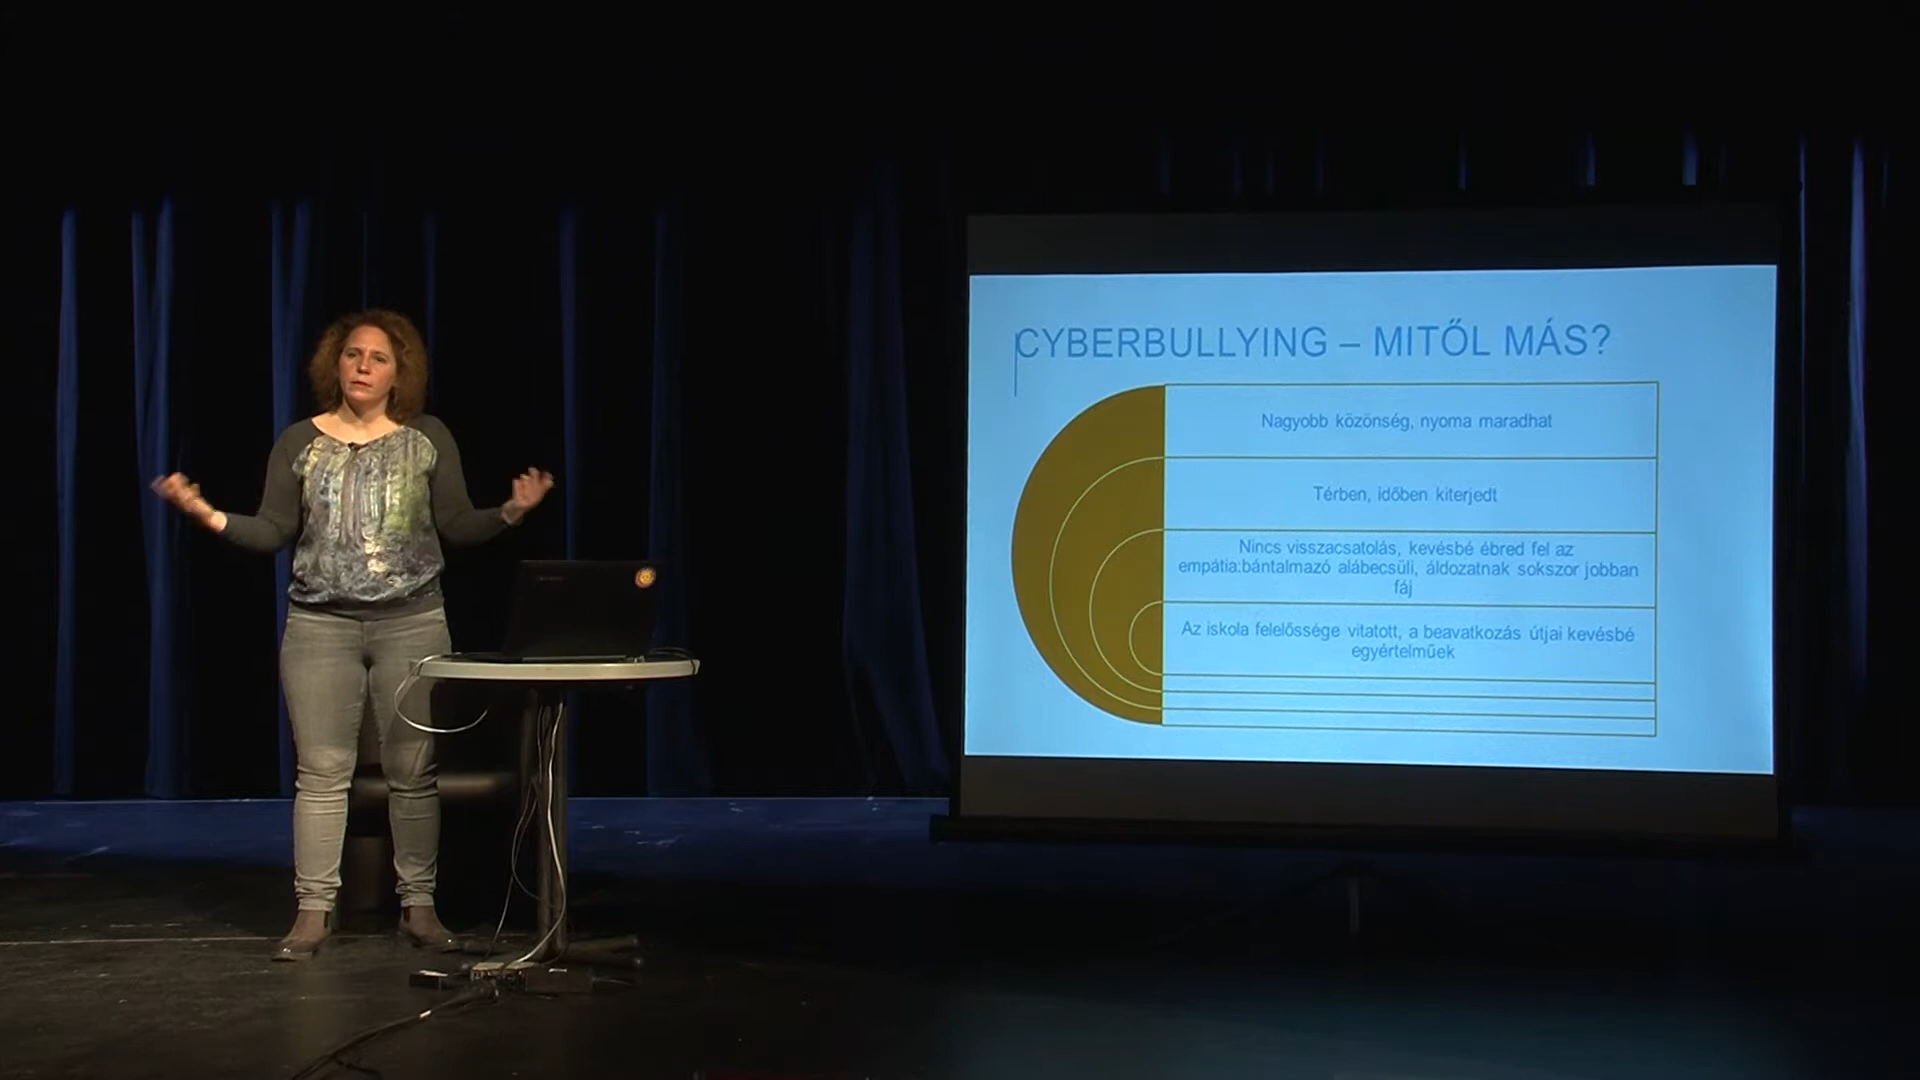 CYBERBULLYING – MITŐL MÁS?
Nagyobb közönség, nyoma maradhat
Térben, időben kiterjedt
Nincs visszacsatolás, kevésbé ébred fel az
empátia:bántalmazó alábecsüli, áldozatnak sokszor jobban
fáj
Az iskola felelőssége vitatott, a beavatkozás útjai kevésbé
egyértelműek